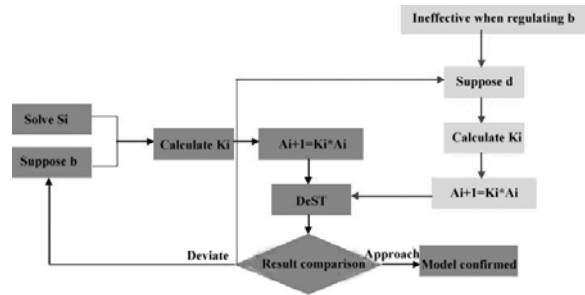 Ineffective when regulating b
Suppose d
Solve Si
Calculate Ki
Calculate Ki
Ai+1=Ki*Ai
Suppose b
Ai+1=Ki*Ai
DeST
Deviate
Result comparison
Approach
Model confirmed